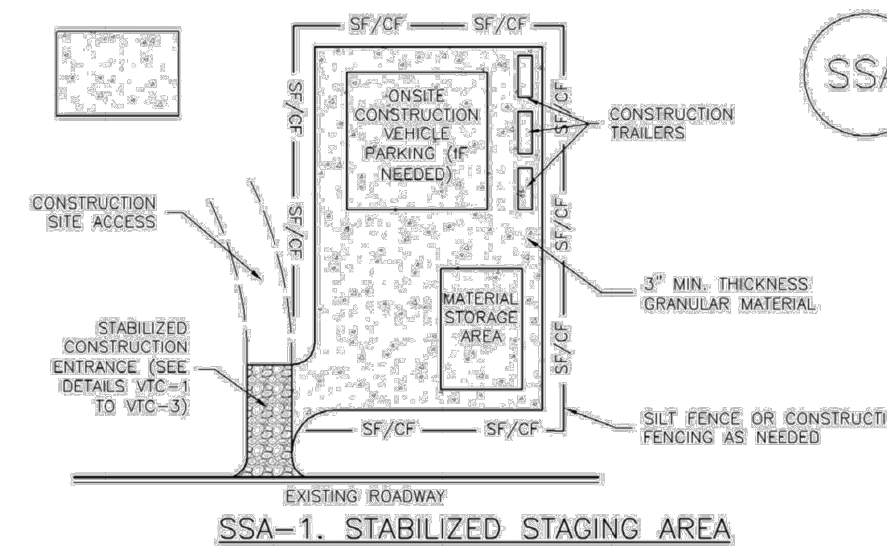 SF/CF
SF/CF
SSA
ONSITE
CONSTRUCTION
VEHICLE
PARKING (IF
NEEDED)
SF/CF
SF/CF
CONSTRUCTION
TRAILERS
CONSTRUCTION
SITE ACCESS
SF/CF
SF/CF
3" MIN. THICKNESS
GRANULAR MATERIAL
MATERIAL
STORAGE
AREA
STABILIZED
CONSTRUCTION
ENTRANCE (SEE
DETAILS VTC-1
TO VTC-3)
SF/CF
SF/CF
SF/CF
SILT FENCE OR CONSTRUCTI
FENCING AS NEEDED
EXISTING ROADWAY
SSA-1. STABILIZED STAGING AREA